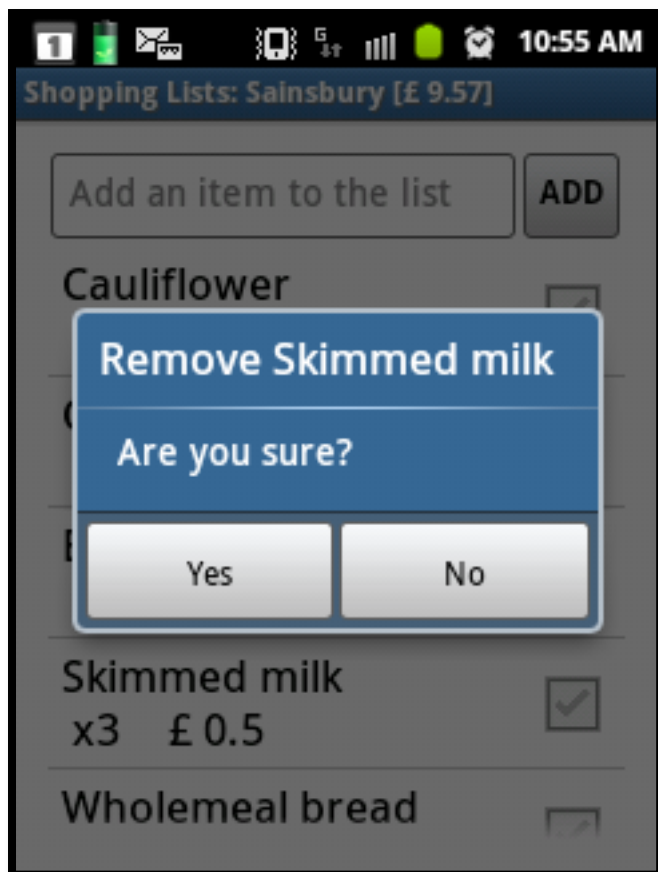 1
G
10:55 AM
Shopping Lists: Sainsbury [£ 9.57]
Add an item to the list
ADD
Cauliflower
Remove Skimmed milk
Are you sure?
Yes
No
Skimmed milk
x3 £ 0.5
Wholemeal bread